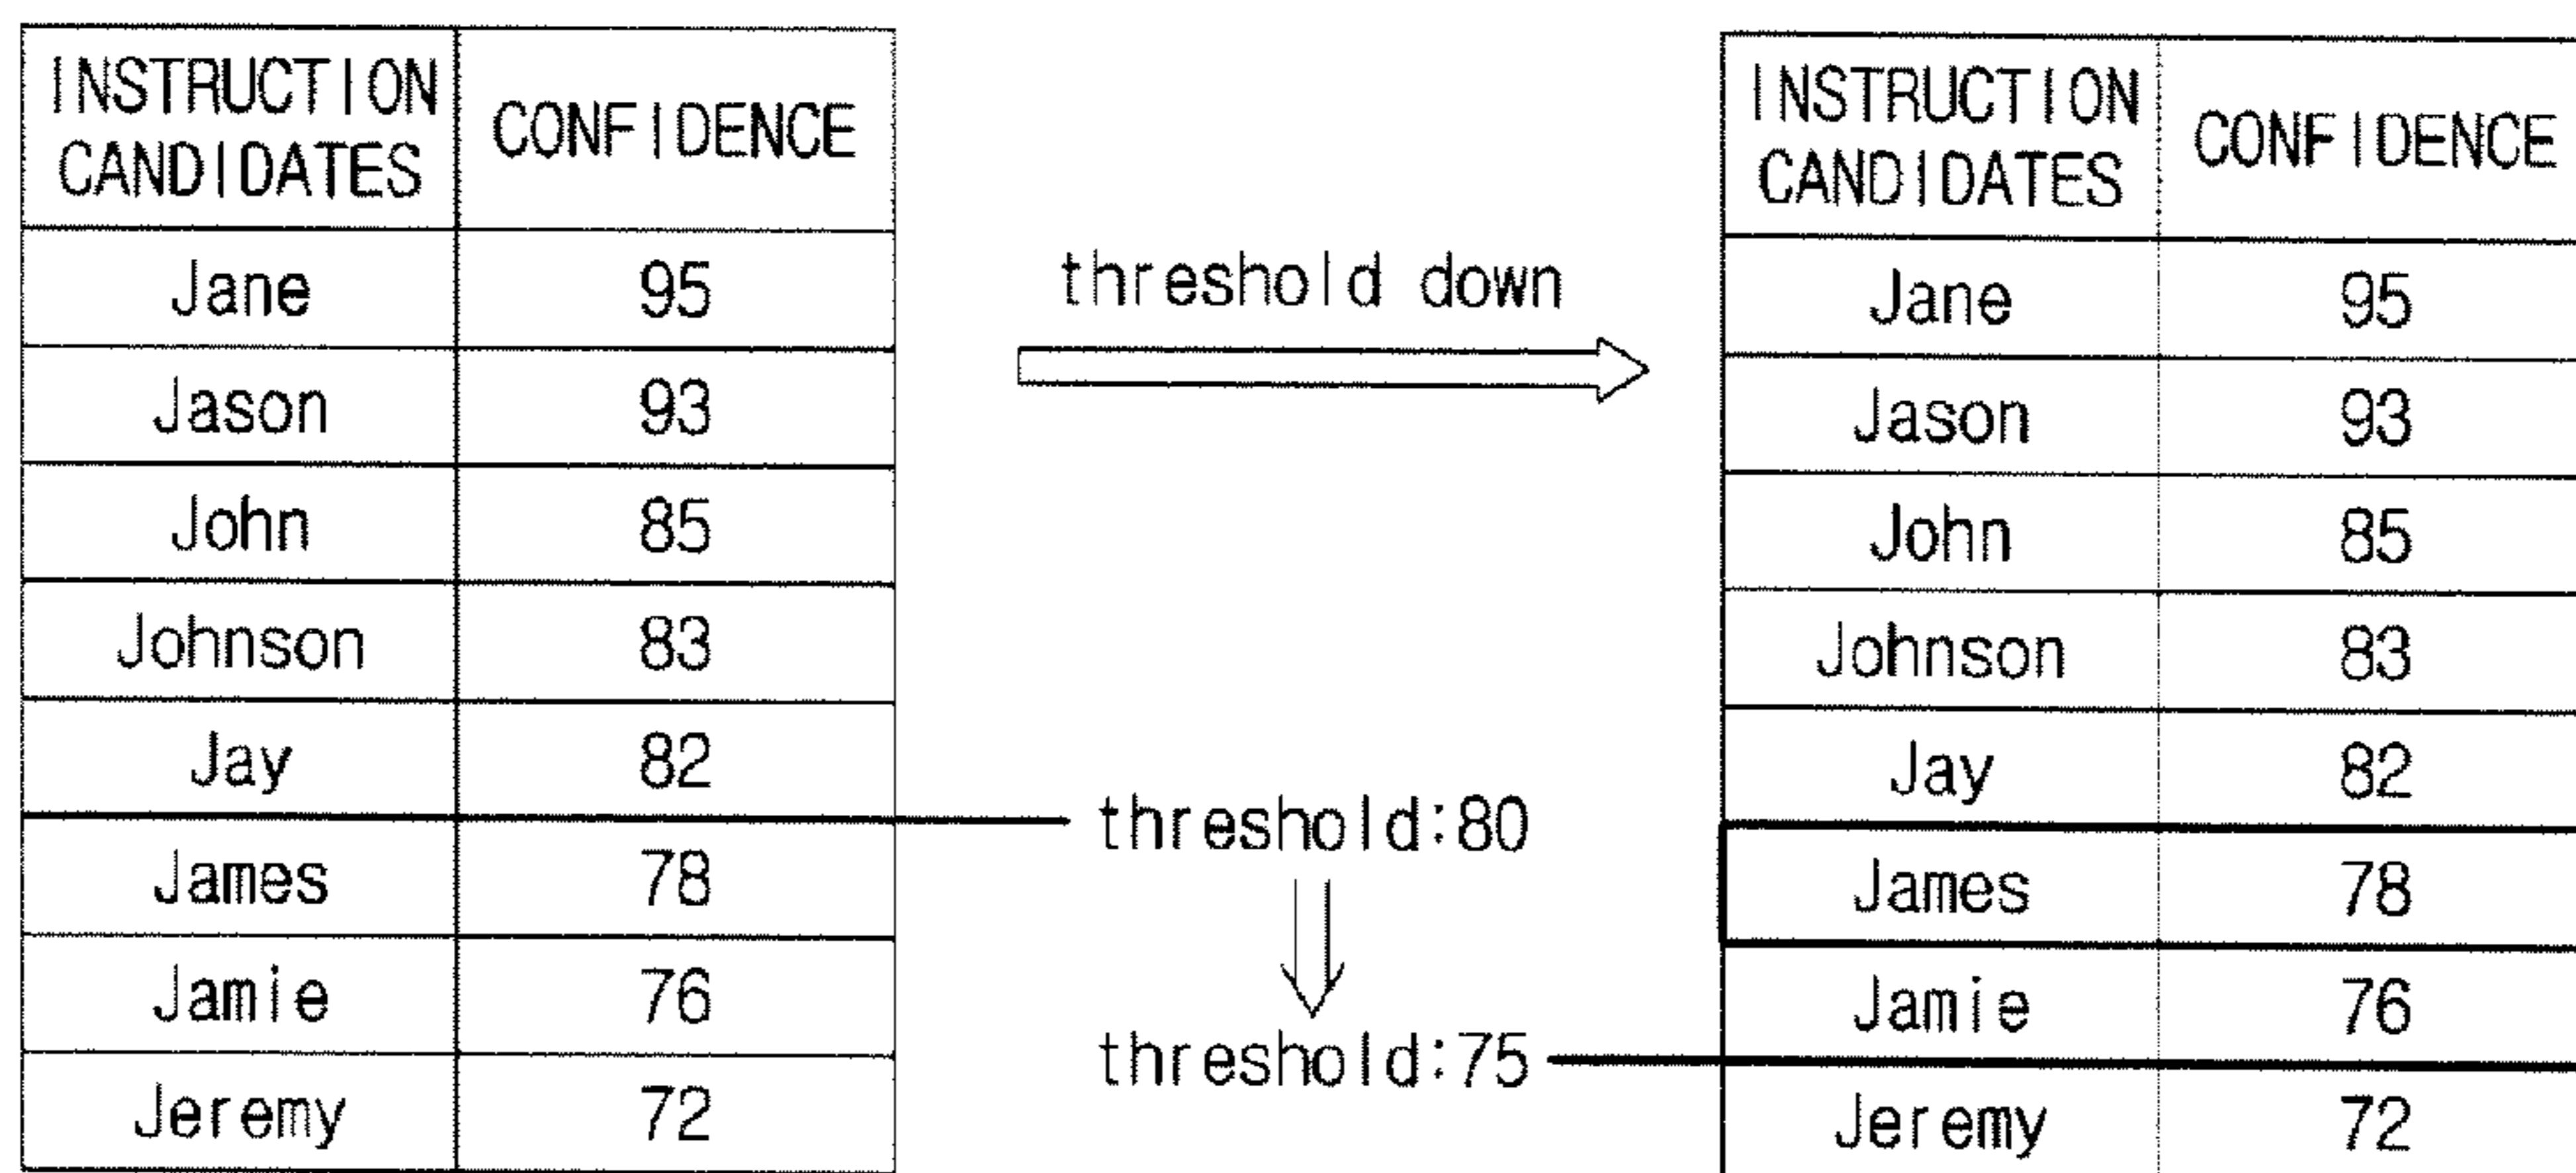 INSTRUCTION
CANDIDATES
CONFIDENCE
Jane 95
Jason 93
John 85
Johnson 83
Jay 82
James 78
Jamie 76
Jeremy 72
threshold down
threshold:80
threshold:75
INSTRUCTION
CANDIDATES
CONFIDENCE
Jane 95
Jason 93
John 85
Johnson 83
Jay 82
James 78
Jamie 76
Jeremy 72